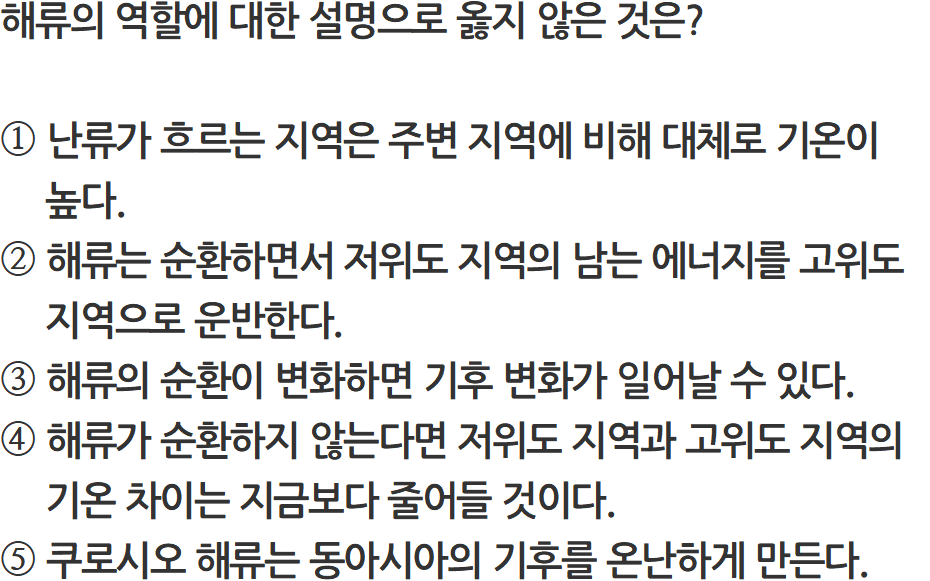 해류의 역할에 대한 설명으로 옳지 않은 것은?
① 난류가 흐르는 지역은 주변 지역에 비해 대체로 기온이
높다.
② 해류는 순환하면서 저위도 지역의 남는 에너지를 고위도
지역으로 운반한다.
③ 해류의 순환이 변화하면 기후 변화가 일어날 수 있다.
④ 해류가 순환하지 않는다면 저위도 지역과 고위도 지역의
기온 차이는 지금보다 줄어들 것이다.
⑤ 쿠로시오 해류는 동아시아의 기후를 온난하게 만든다.